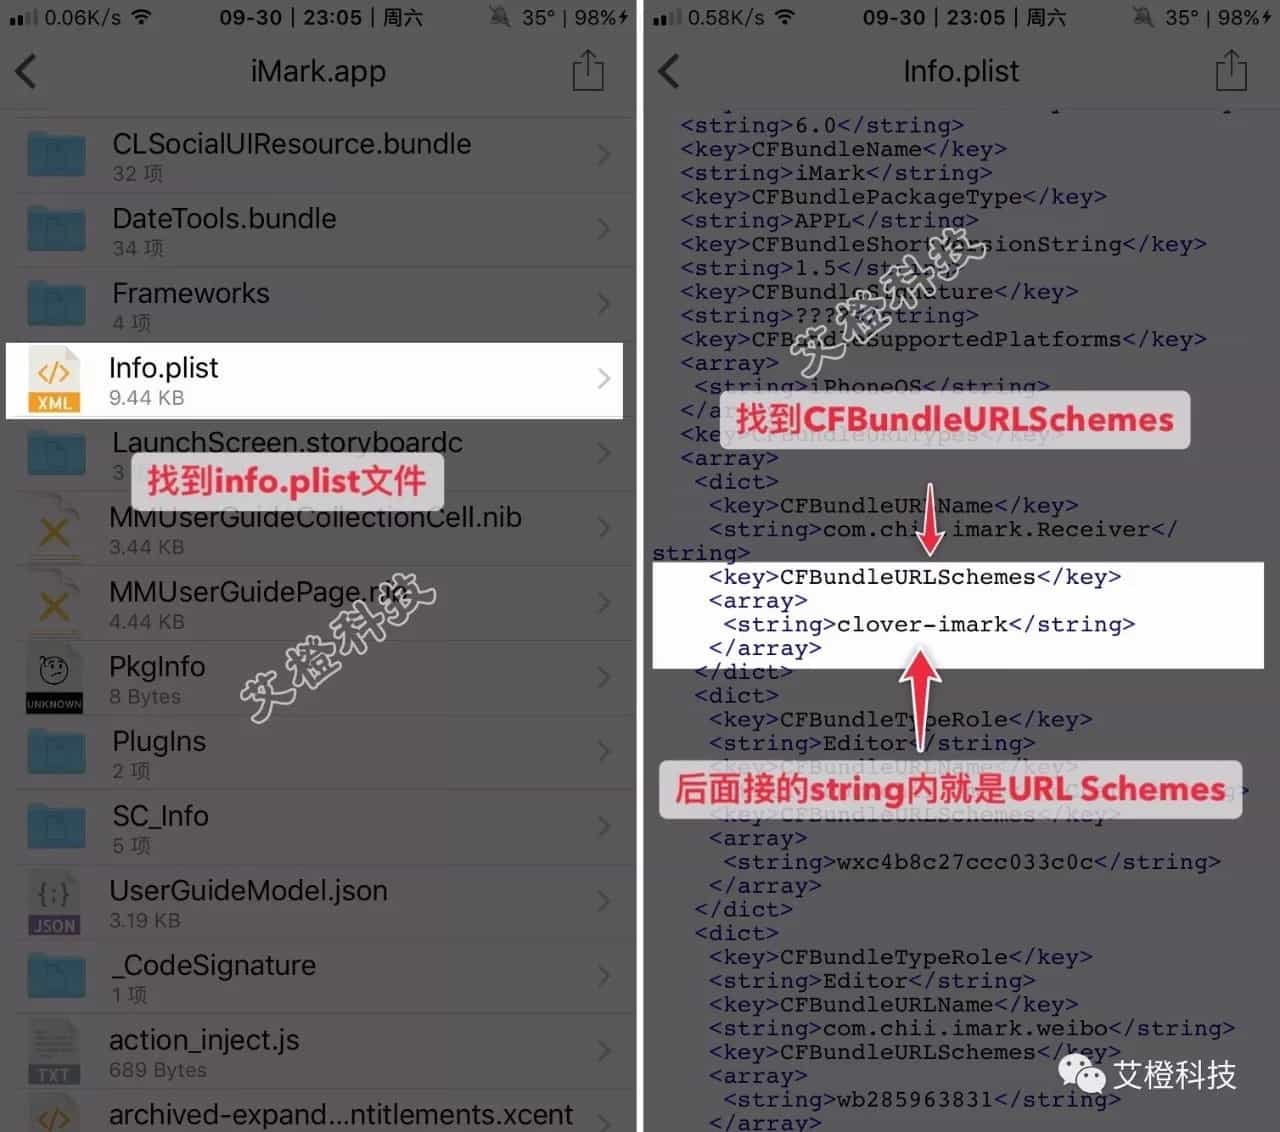 0.06K/s 09-30 | 23:05 | 周六 35° | 98%
iMark.app
CLSocialUIResource.bundle
32 项
DateTools.bundle
34 项
Frameworks
4 项
Info.plist
9.44 KB
XML
LaunchScreen.storyboardc
3
找到info.plist文件
MMUserGuideCollectionCell.nib
3.44 KB
MMUserGuidePage.nib
4.44 KB
艾橙科技
PkgInfo
8 Bytes
UNKNOWN
PlugIns
2 项
SC_Info
5 项
UserGuideModel.json
3.19 KB
JSON
_CodeSignature
1 项
action_inject.js
689 Bytes
TXT
archived-expand...ntitlements.xcent
0.58K/s 09-30 | 23:05 | 周六 35° | 98%
Info.plist
<string>6.0</string>
<key>CFBundleName</key>
<string>iMark</string>
<key>CFBundlePackageType</key>
<string>APPL</string>
<key>CFBundleShortVersionString</key>
<string>1.5</string>
<key>CFBundleSignature</key>
<string>????</string>
<key>CFBundleSupportedPlatforms</key>
艾橙科技
<array>
<string>iPhoneOS</string>
</array>
找到CFBundleURLSchemes
<key>CFBundleURLTypes</key>
<array>
<dict>
<key>CFBundleURLName</key>
<string>com.chii.imark.Receiver</
string>
<key>CFBundleURLSchemes</key>
<array>
<string>clover-imark</string>
</array>
</dict>
<dict>
<key>CFBundleTypeRole</key>
<string>Editor</string>
<key>CFBundleURLName</key>
后面接的string内就是URL Schemes
<key>CFBundleURLSchemes</key>
<array>
<string>wxc4b8c27ccc033c0c</string>
</array>
</dict>
<dict>
<key>CFBundleTypeRole</key>
<string>Editor</string>
<key>CFBundleURLName</key>
<string>com.chii.imark.weibo</string>
<key>CFBundleURLSchemes</key>
<array>
艾橙科技
<string>wb285963831</string>
</array>